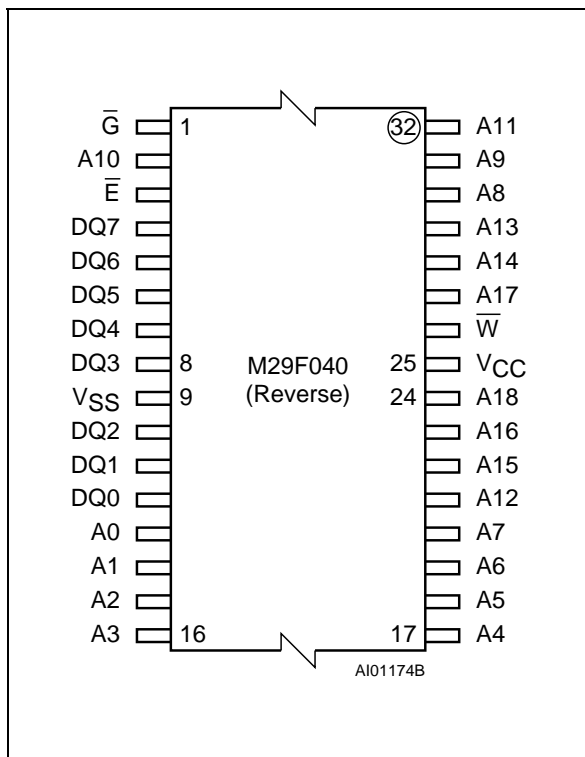 G̅ 1 32 A11
A10 A9
E̅ A8
DQ7 A13
DQ6 A14
DQ5 A17
DQ4 W̅
DQ3 8 M29F040 25 VCC
VSS 9 (Reverse) 24 A18
DQ2 A16
DQ1 A15
DQ0 A12
A0 A7
A1 A6
A2 A5
A3 16 17 A4
AI01174B